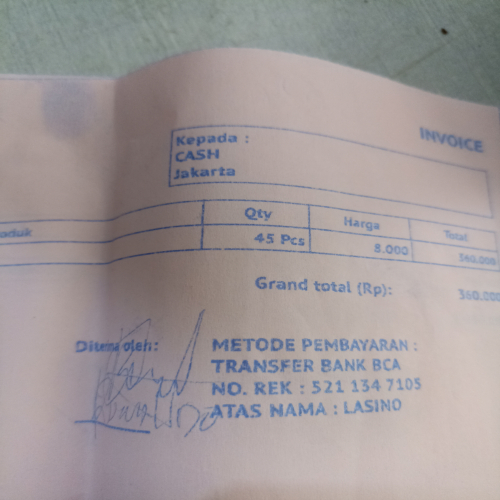 INVOICE
Kepada :
CASH
Jakarta
oduk Qty Harga Total
45 Pcs 8.000 360.000
Grand total (Rp): 360.000
Diterima oleh:
METODE PEMBAYARAN :
TRANSFER BANK BCA
NO. REK : 521 134 7105
ATAS NAMA : LASINO